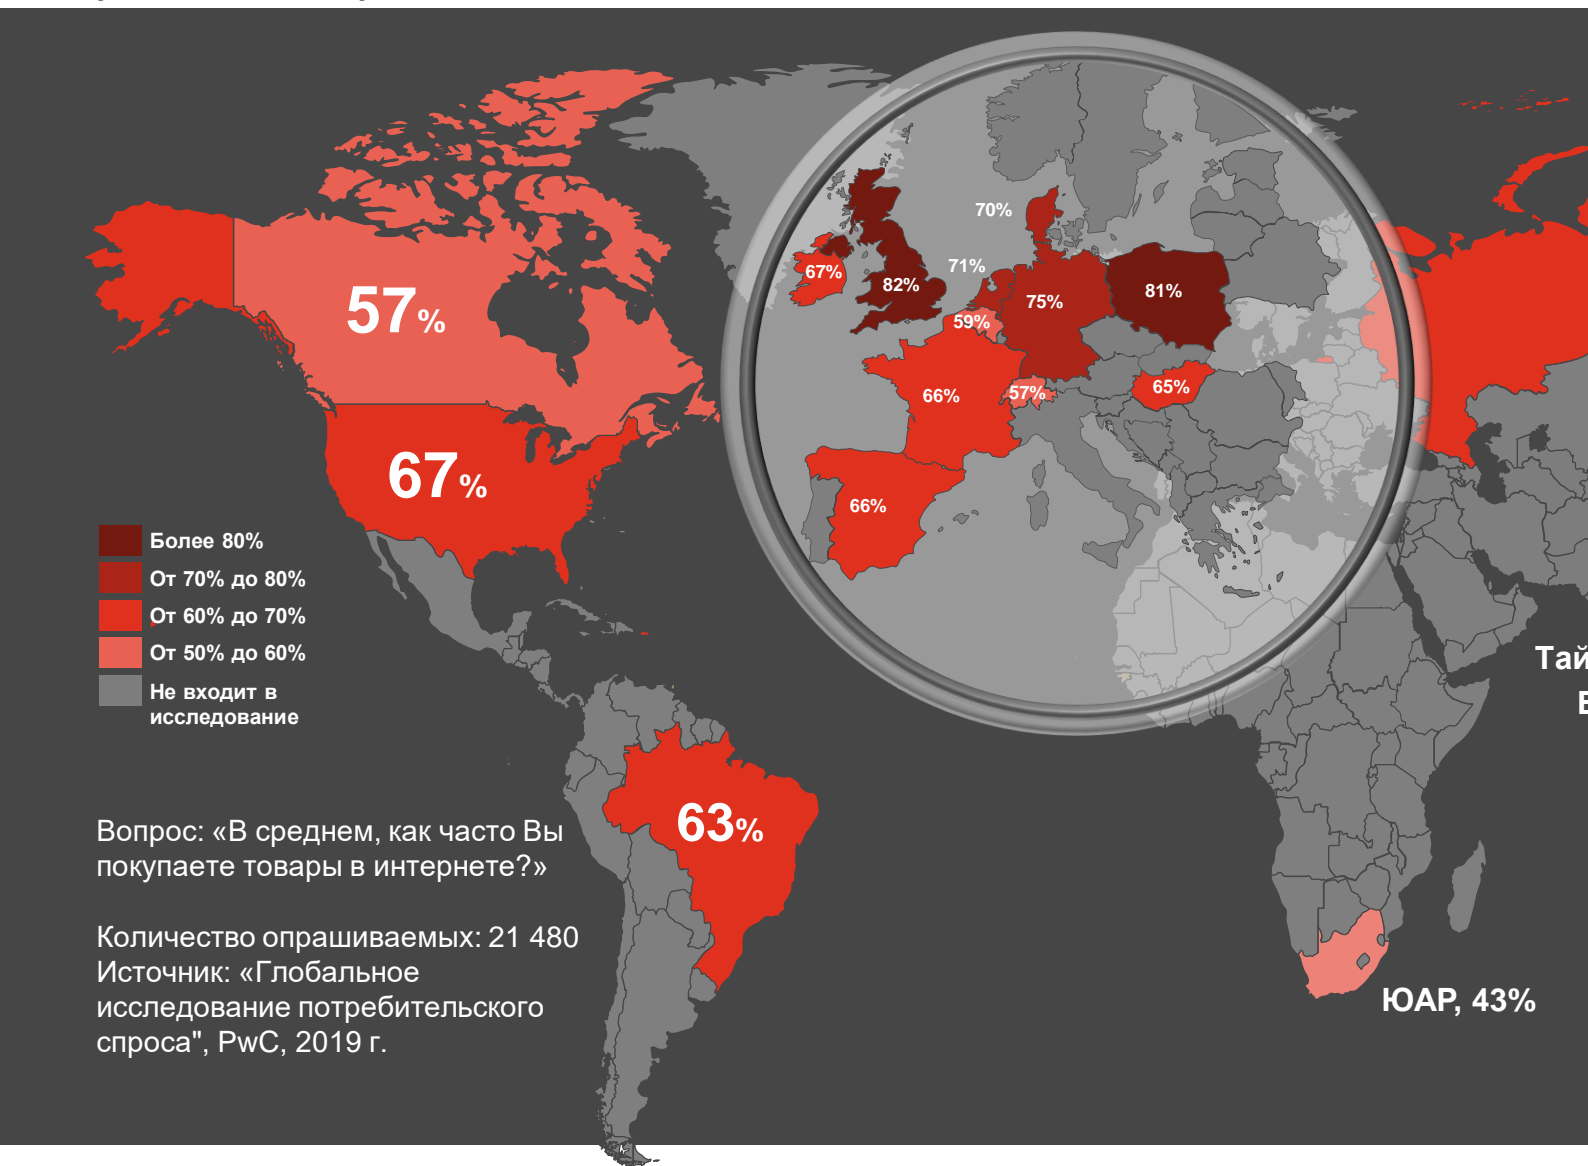 57%
67%
70%
71%
67%
82%
75%
81%
59%
66%
57%
65%
66%
Более 80%
От 70% до 80%
От 60% до 70%
От 50% до 60%
Не входит в
исследование
63%
Вопрос: «В среднем, как часто Вы
покупаете товары в интернете?»
Количество опрашиваемых: 21 480
Источник: «Глобальное
исследование потребительского
спроса", PwC, 2019 г.
Тай
ЮАР, 43%